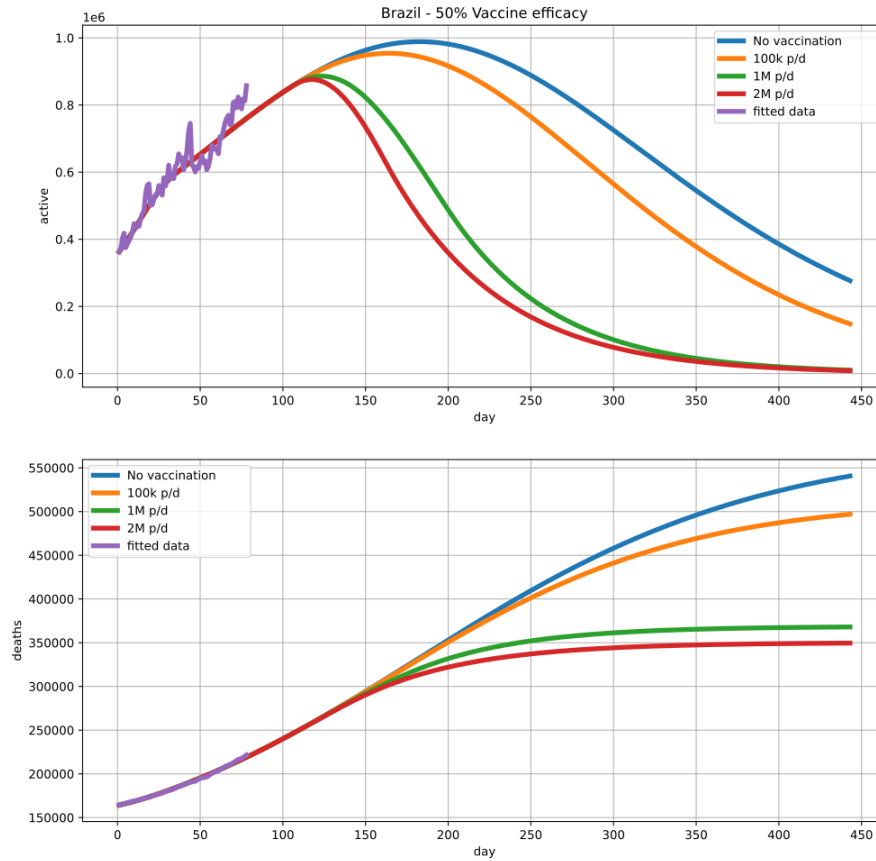 Brazil - 50% Vaccine efficacy
1e6
1.0
0.8
0.6
0.4
0.2
0.0
active
No vaccination
100k p/d
1M p/d
2M p/d
fitted data
0 50 100 150 200 250 300 350 400 450
day
550000
500000
450000
400000
350000
300000
250000
200000
150000
deaths
No vaccination
100k p/d
1M p/d
2M p/d
fitted data
0 50 100 150 200 250 300 350 400 450
day